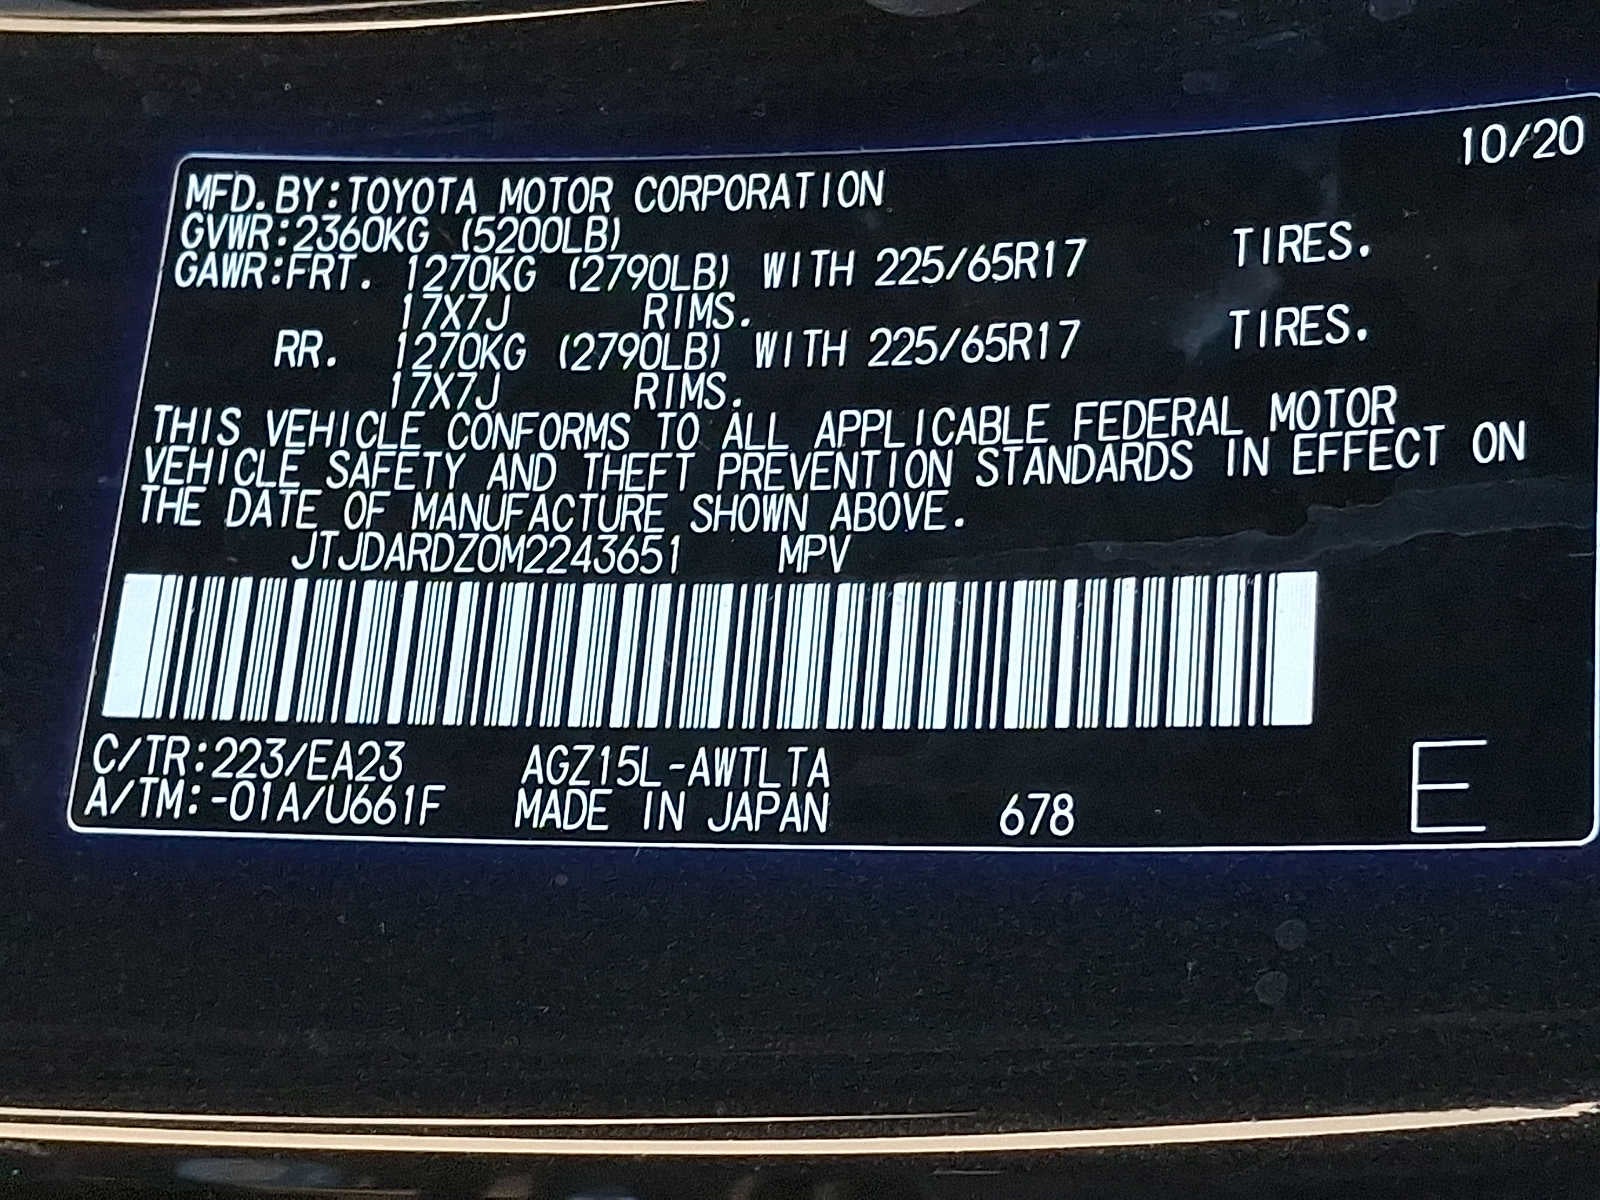 10/20
MFD.BY:TOYOTA MOTOR CORPORATION
GVWR:2360KG (5200LB)
GAWR:FRT. 1270KG (2790LB) WITH 225/65R17 TIRES.
17X7J RIMS.
RR. 1270KG (2790LB) WITH 225/65R17 TIRES.
17X7J RIMS.
THIS VEHICLE CONFORMS TO ALL APPLICABLE FEDERAL MOTOR
VEHICLE SAFETY AND THEFT PREVENTION STANDARDS IN EFFECT ON
THE DATE OF MANUFACTURE SHOWN ABOVE.
JTJDARDZ0M2243651 MPV
C/TR:223/EA23 AGZ15L-AWTLTA
A/TM:-01A/U661F MADE IN JAPAN 678 E